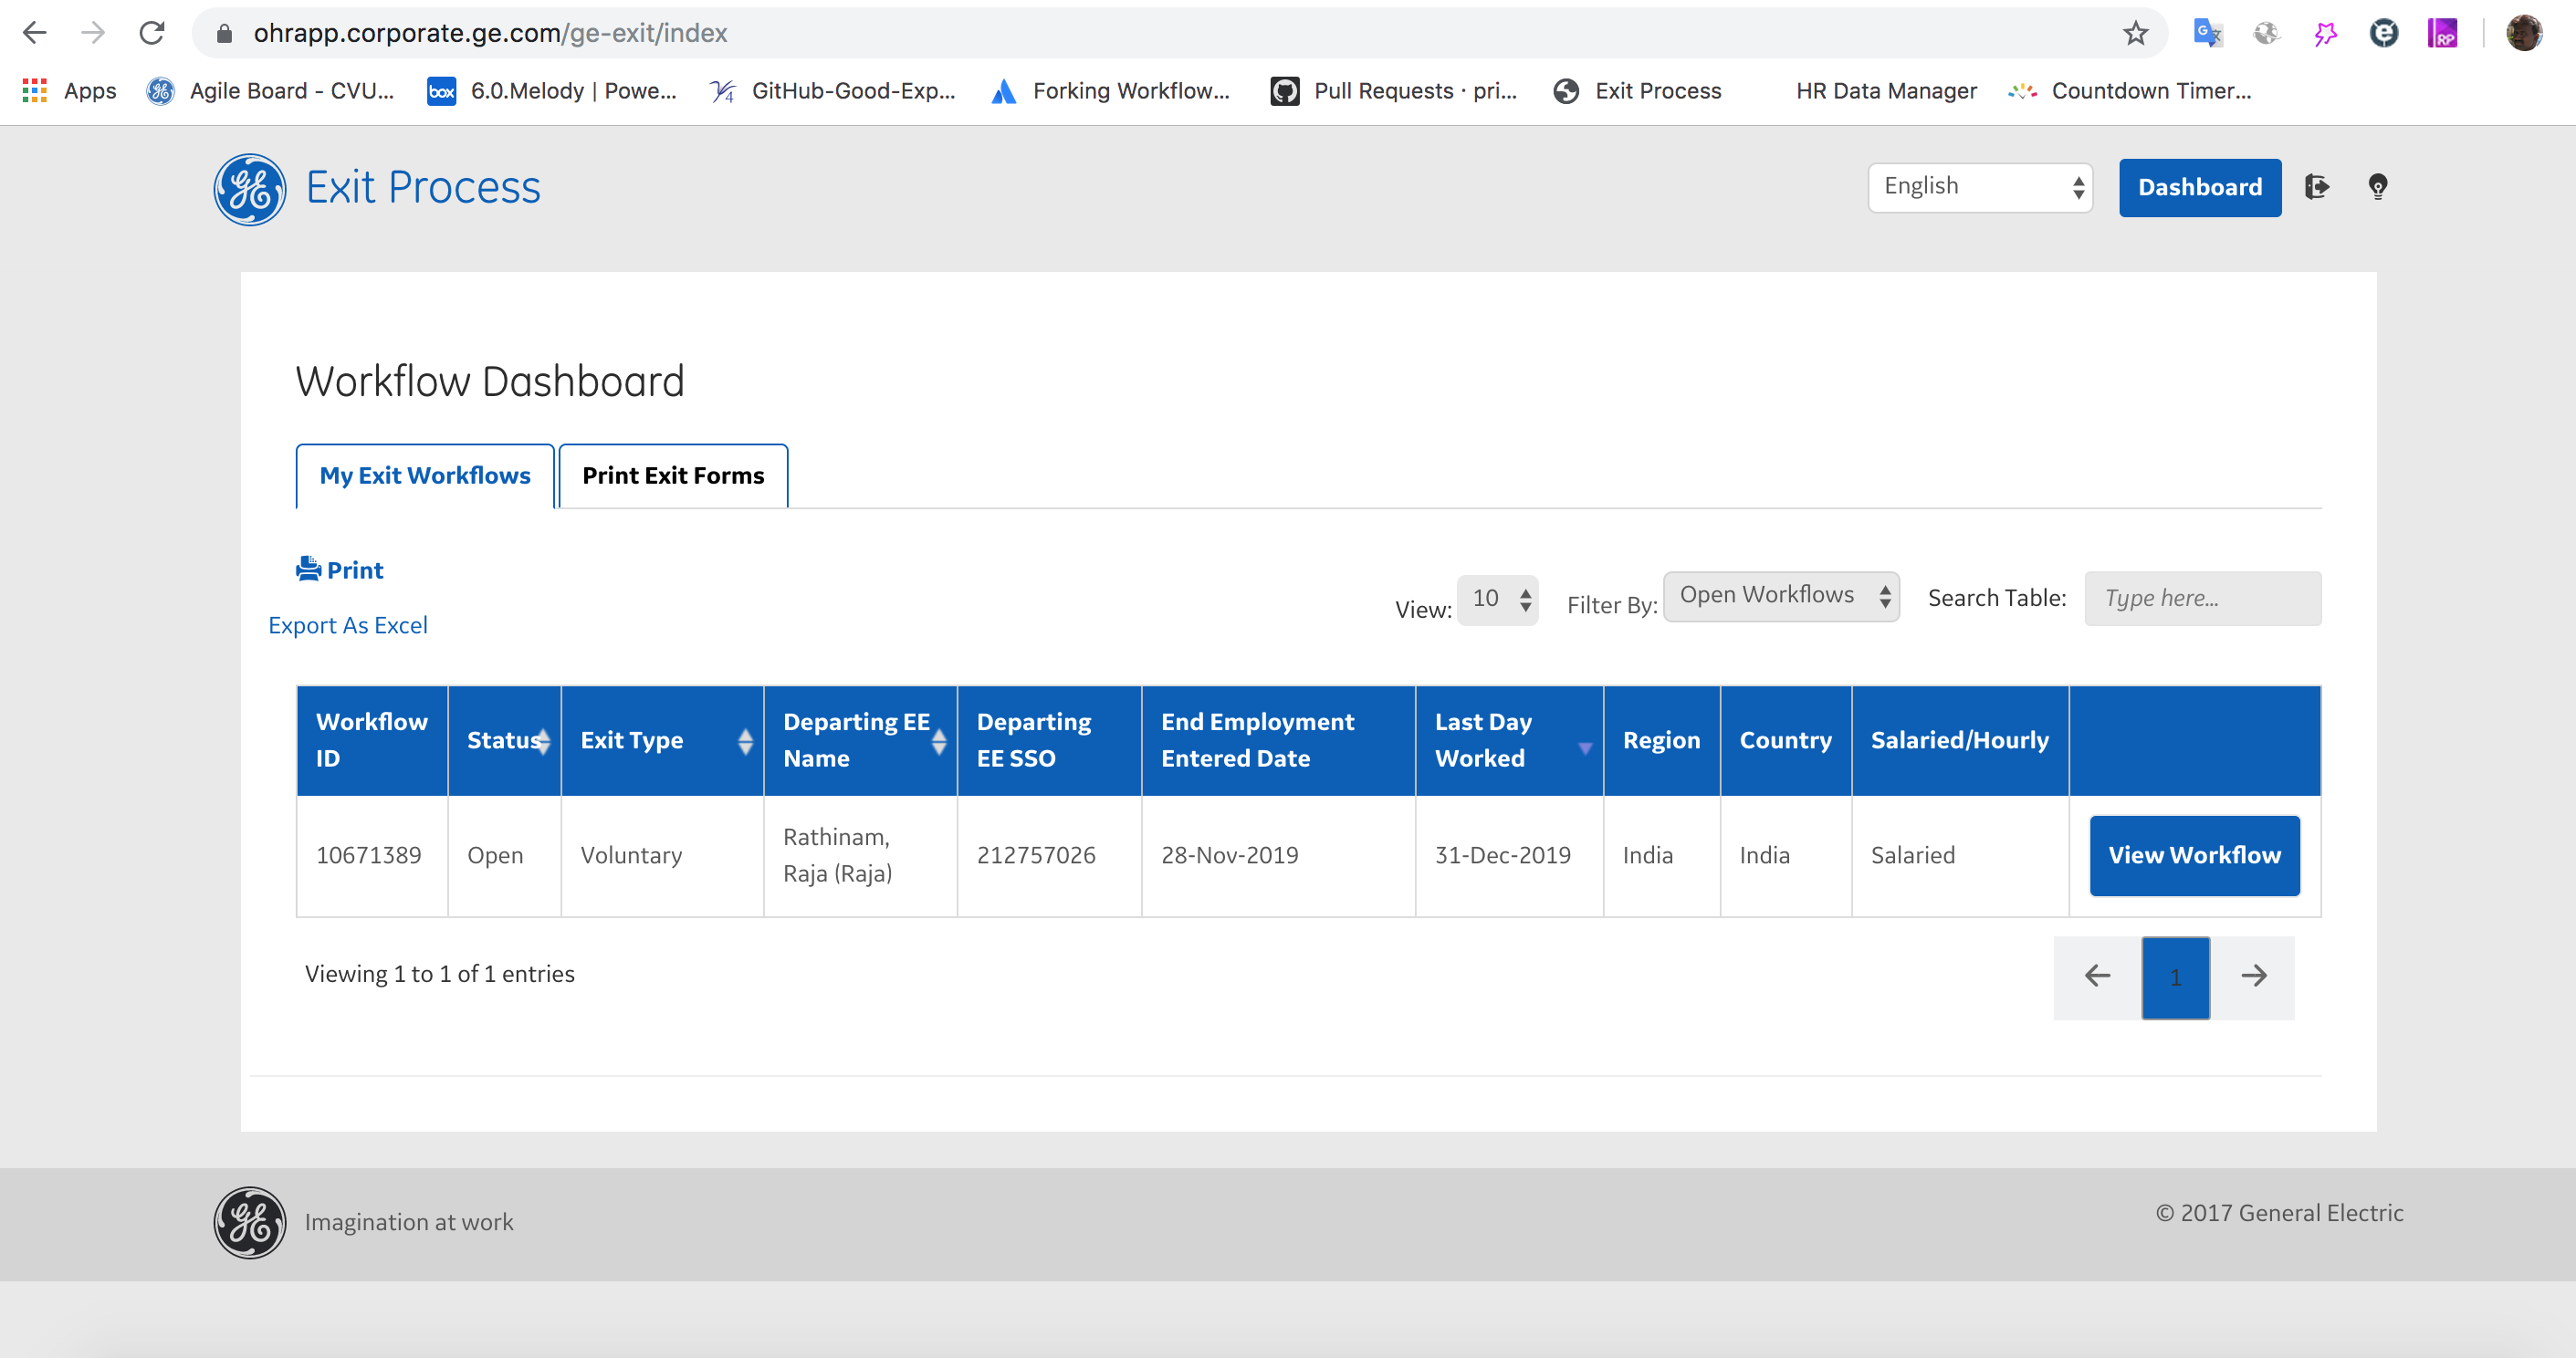 ohrapp.corporate.ge.com/ge-exit/index
Apps Agile Board - CVU... box 6.0.Melody | Powe... GitHub-Good-Exp... Forking Workflow... Pull Requests · pri... Exit Process HR Data Manager Countdown Timer...
GE Exit Process English Dashboard
Workflow Dashboard
My Exit Workflows Print Exit Forms
Print
Export As Excel
View: 10 Filter By: Open Workflows Search Table: Type here...
Workflow ID Status Exit Type Departing EE Name Departing EE SSO End Employment Entered Date Last Day Worked Region Country Salaried/Hourly
10671389 Open Voluntary Rathinam, Raja (Raja) 212757026 28-Nov-2019 31-Dec-2019 India India Salaried View Workflow
Viewing 1 to 1 of 1 entries
1
GE Imagination at work
© 2017 General Electric